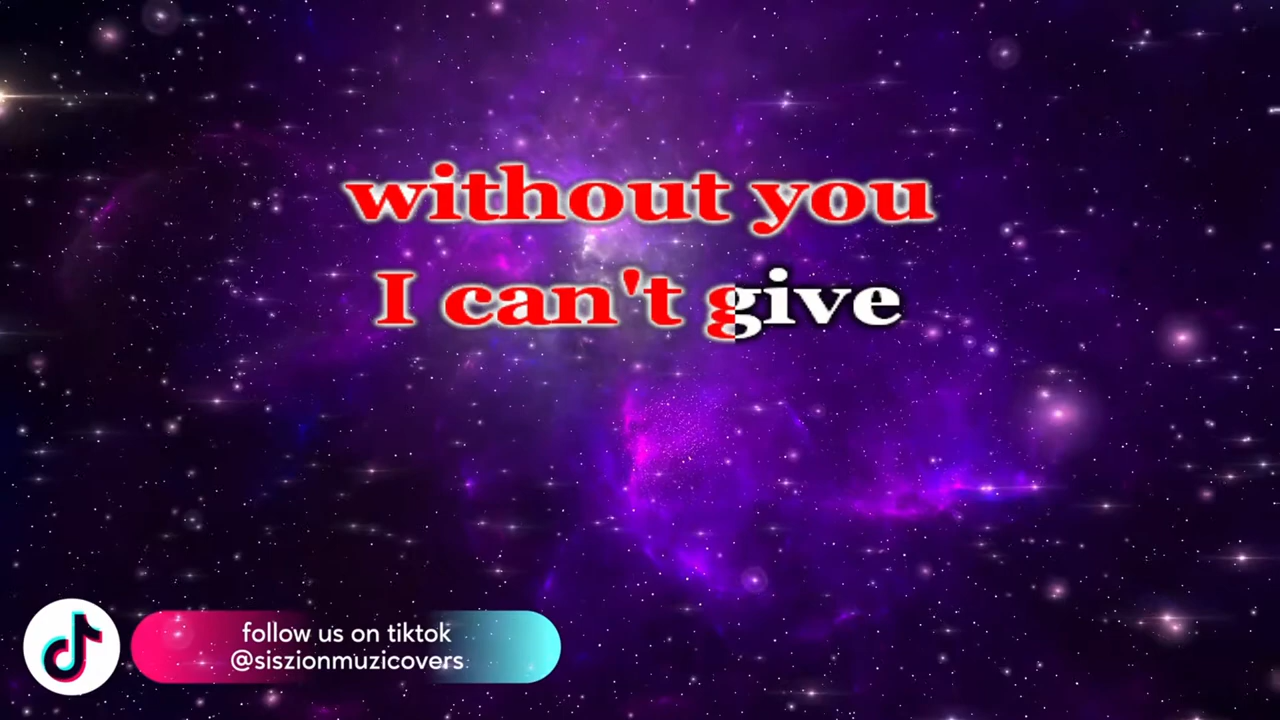 without you
I can't give
follow us on tiktok
@siszionmuzicovers